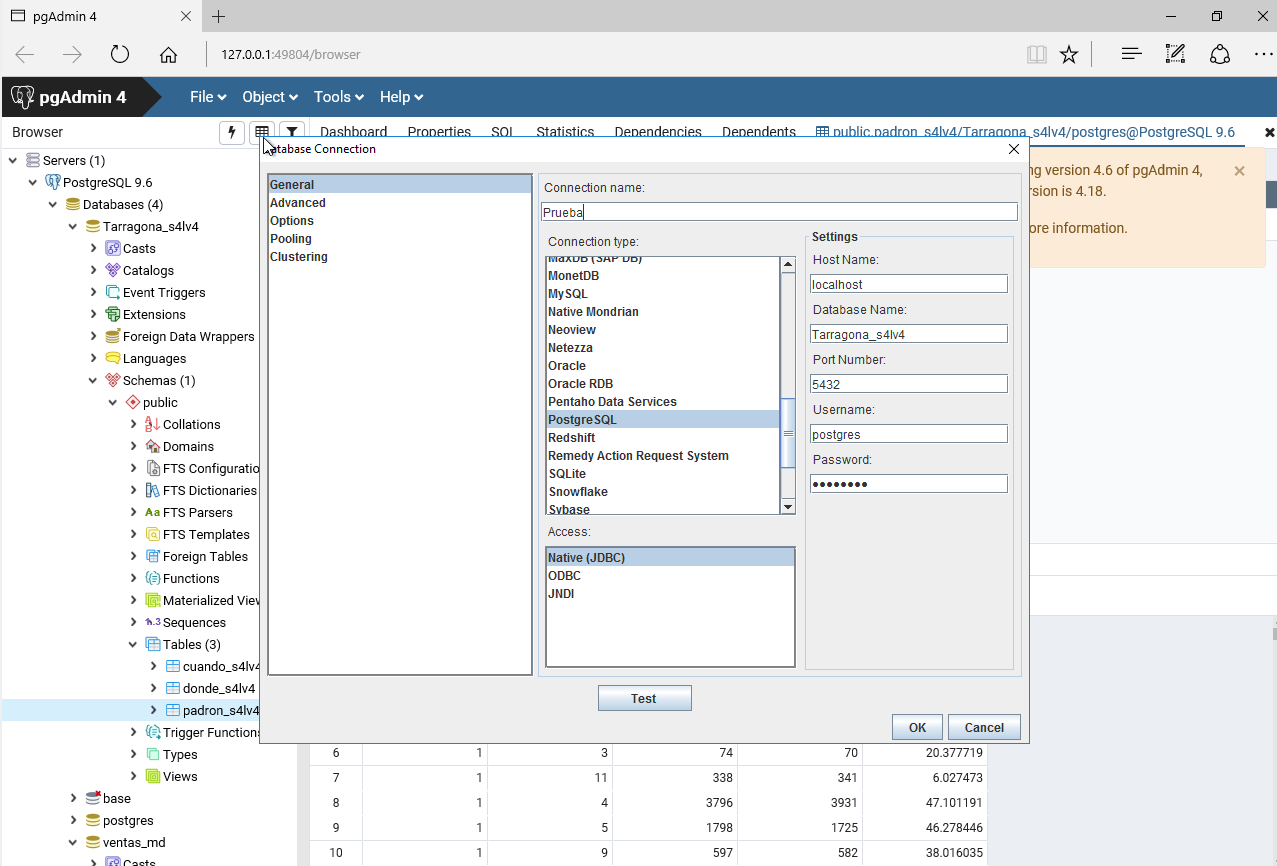 pgAdmin 4
127.0.0.1:49804/browser
pgAdmin 4
File Object Tools Help
Browser
Dashboard Properties SQL Statistics Dependencies Dependents public.padron_s4lv4/Tarragona_s4lv4/postgres@PostgreSQL 9.6
Servers (1)
PostgreSQL 9.6
Databases (4)
Tarragona_s4lv4
Casts
Catalogs
Event Triggers
Extensions
Foreign Data Wrappers
Languages
Schemas (1)
public
Collations
Domains
FTS Configuratio
FTS Dictionaries
FTS Parsers
FTS Templates
Foreign Tables
Functions
Materialized View
Sequences
Tables (3)
cuando_s4lv4
donde_s4lv4
padron_s4lv4
Trigger Functions
Types
Views
base
postgres
ventas_md
Casts
atabase Connection
General
Advanced
Options
Pooling
Clustering
Connection name:
Prueba
Connection type:
MaxDB (SAP DB)
MonetDB
MySQL
Native Mondrian
Neoview
Netezza
Oracle
Oracle RDB
Pentaho Data Services
PostgreSQL
Redshift
Remedy Action Request System
SQLite
Snowflake
Sybase
Access:
Native (JDBC)
ODBC
JNDI
Settings
Host Name:
localhost
Database Name:
Tarragona_s4lv4
Port Number:
5432
Username:
postgres
Password:
Test
OK Cancel
ng version 4.6 of pgAdmin 4,
rsion is 4.18.
ore information.
6 1 3 74 70 20.377719
7 1 11 338 341 6.027473
8 1 4 3796 3931 47.101191
9 1 5 1798 1725 46.278446
10 1 9 597 582 38.016035